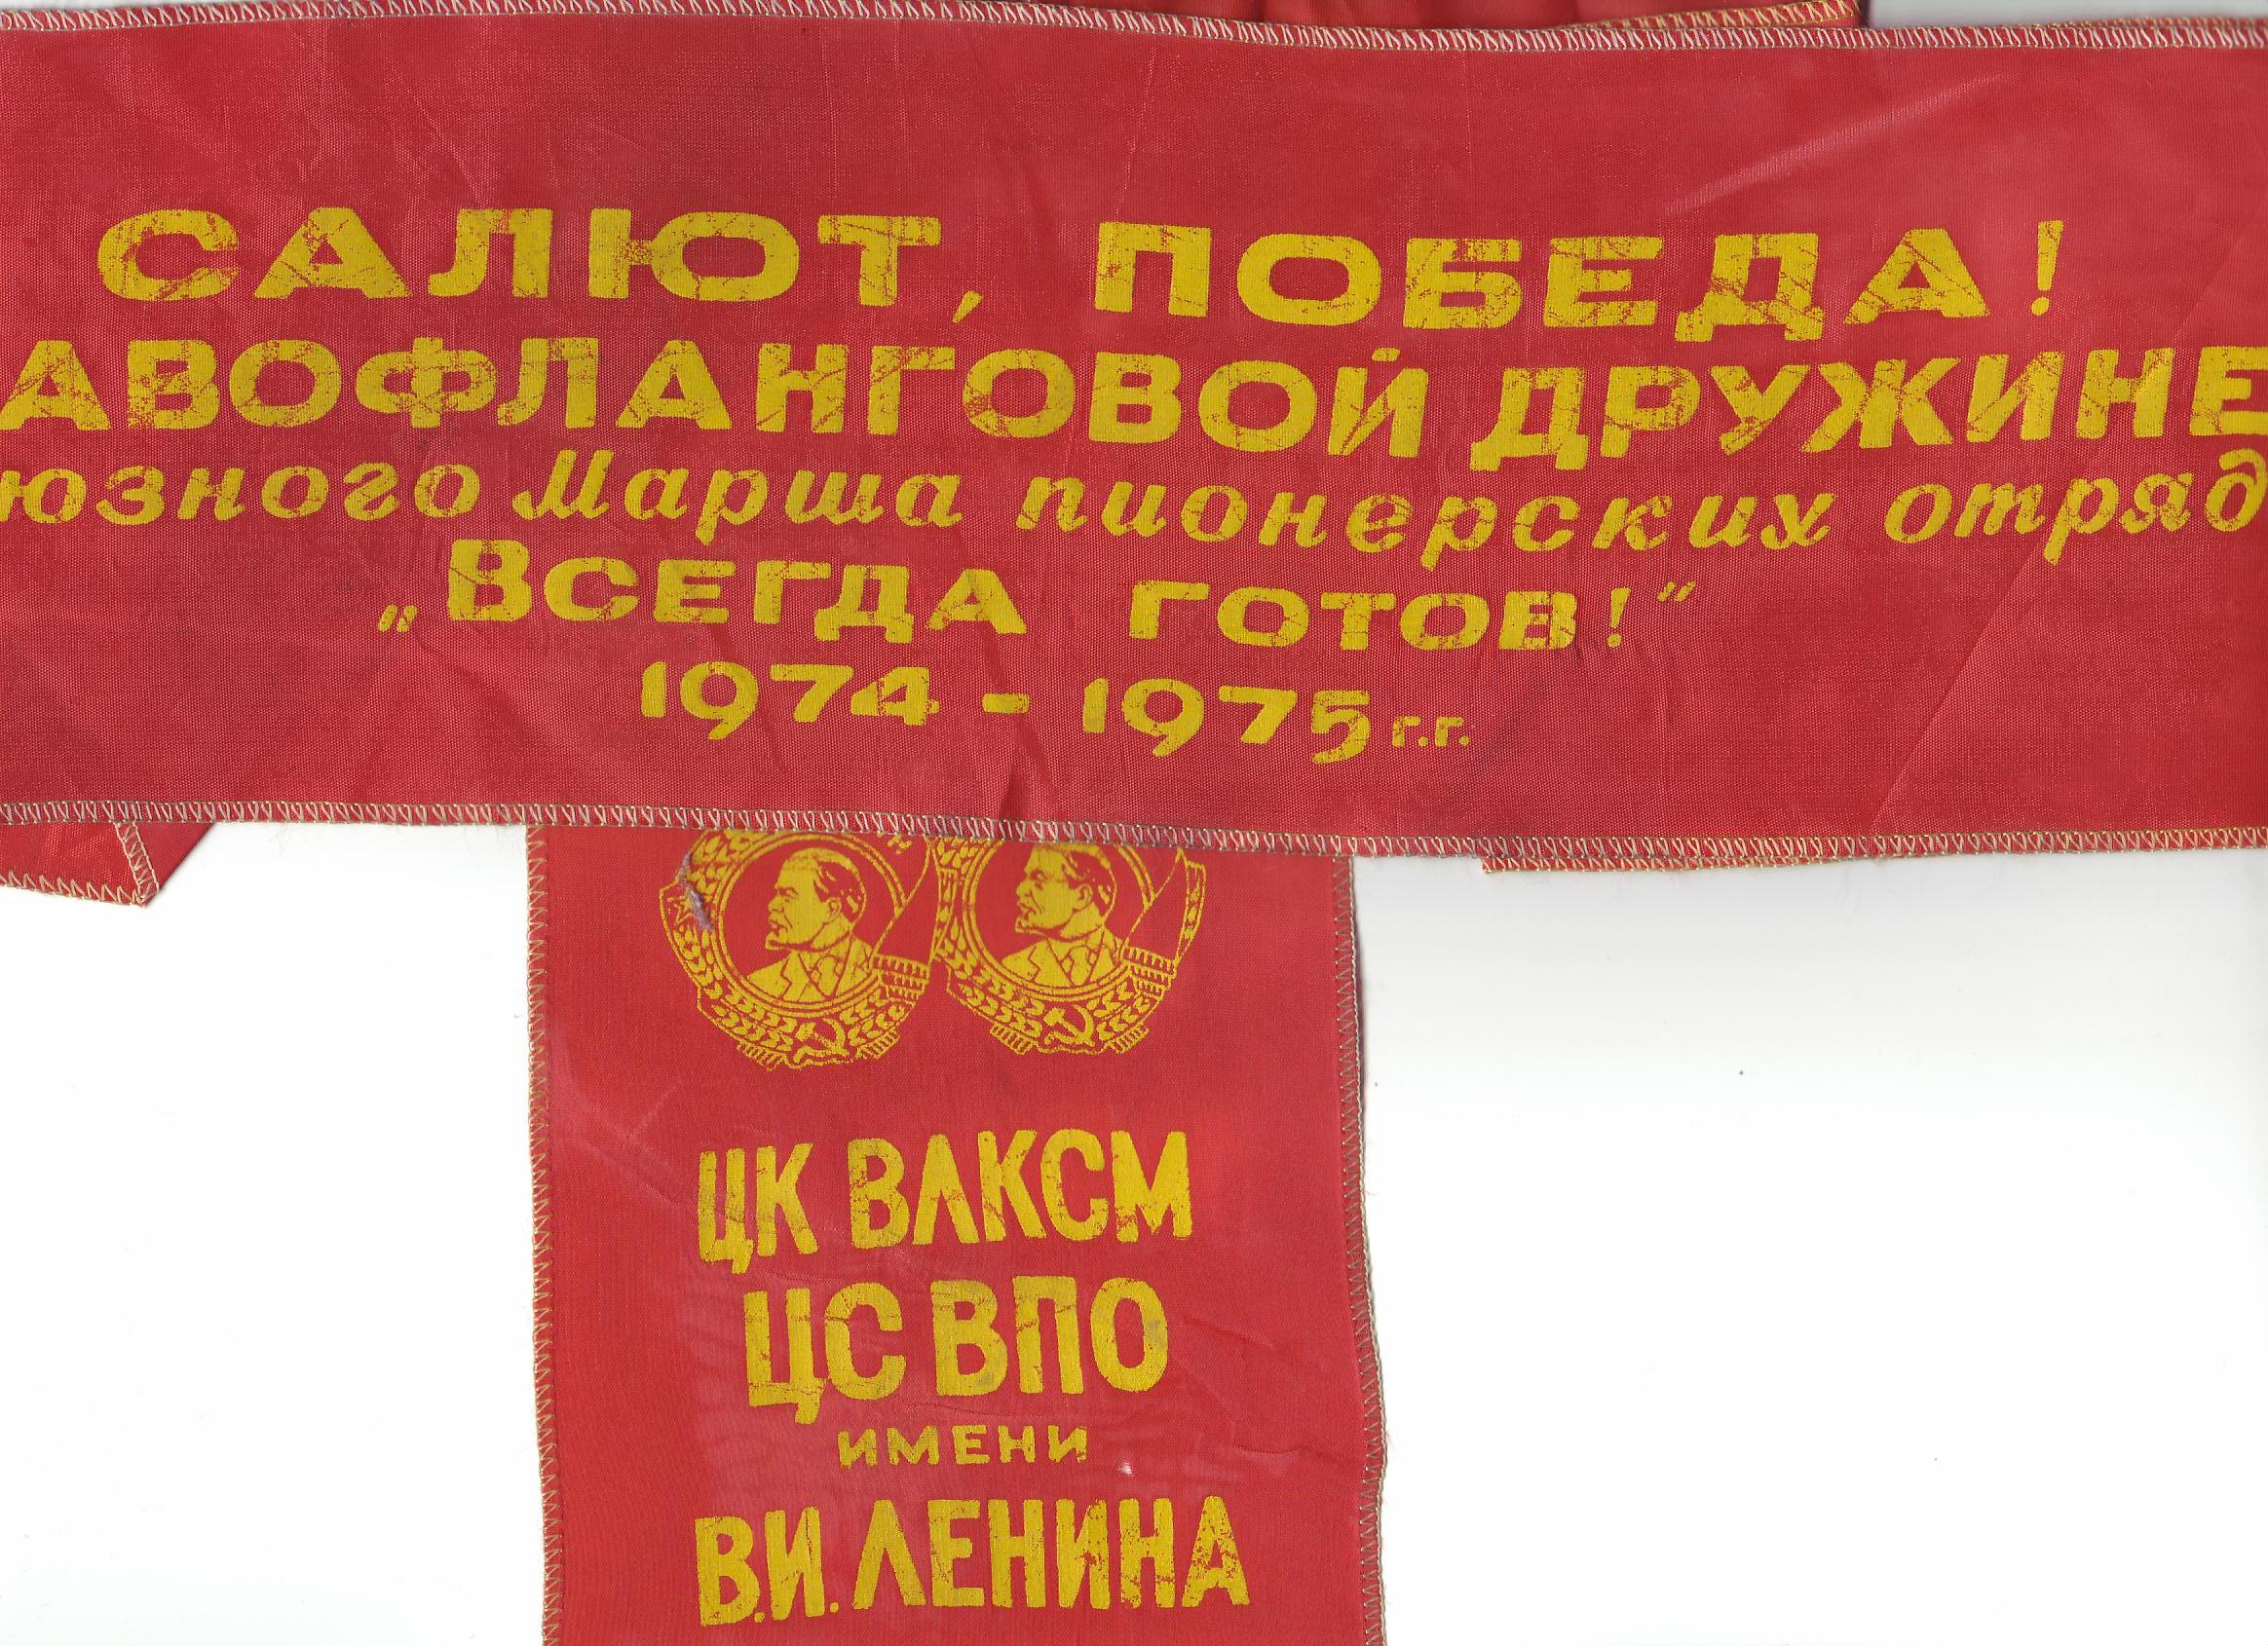 САЛЮТ, ПОБЕДА!
АВОФЛАНГОВОЙ ДРУЖИНЕ
юзного Марша пионерских отряд
„ВСЕГДА ГОТОВ!”
1974 - 1975 г.г.
ЦК ВЛКСМ
ЦС ВПО
ИМЕНИ
В.И. ЛЕНИНА